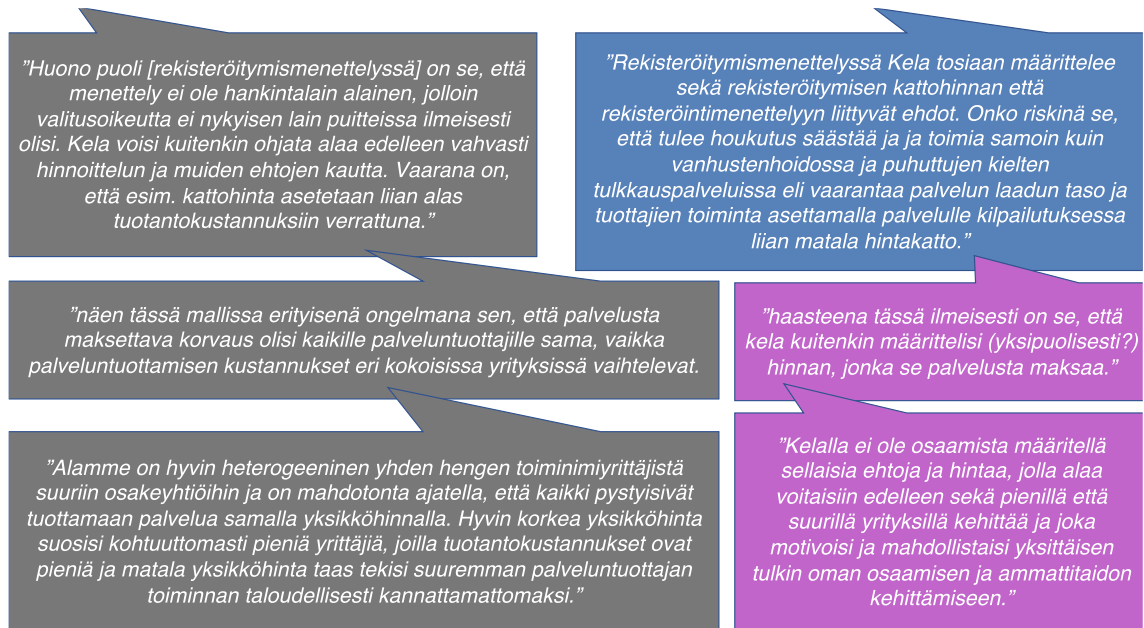 ”Huono puoli [rekisteröitymismenettelyssä] on se, että
menettely ei ole hankintalain alainen, jolloin
valitusoikeutta ei nykyisen lain puitteissa ilmeisesti
olisi. Kela voisi kuitenkin ohjata alaa edelleen vahvasti
hinnoittelun ja muiden ehtojen kautta. Vaarana on,
että esim. kattohinta asetetaan liian alas
tuotantokustannuksiin verrattuna.”
”Rekisteröitymismenettelyssä Kela tosiaan määrittelee
sekä rekisteröitymisen kattohinnan että
rekisteröintimenettelyyn liittyvät ehdot. Onko riskinä se,
että tulee houkutus säästää ja ja toimia samoin kuin
vanhustenhoidossa ja puhuttujen kielten
tulkkauspalveluissa eli vaarantaa palvelun laadun taso ja
tuottajien toiminta asettamalla palvelulle kilpailutuksessa
liian matala hintakatto.”
”näen tässä mallissa erityisenä ongelmana sen, että palvelusta
maksettava korvaus olisi kaikille palveluntuottajille sama, vaikka
palveluntuottamisen kustannukset eri kokoisissa yrityksissä vaihtelevat.
”haasteena tässä ilmeisesti on se, että
kela kuitenkin määrittelisi (yksipuolisesti?)
hinnan, jonka se palvelusta maksaa.”
”Alamme on hyvin heterogeeninen yhden hengen toiminimiyrittäjistä
suuriin osakeyhtiöihin ja on mahdotonta ajatella, että kaikki pystyisivät
tuottamaan palvelua samalla yksikköhinnalla. Hyvin korkea yksikköhinta
suosisi kohtuuttomasti pieniä yrittäjiä, joilla tuotantokustannukset ovat
pieniä ja matala yksikköhinta taas tekisi suuremman palveluntuottajan
toiminnan taloudellisesti kannattamattomaksi.”
”Kelalla ei ole osaamista määritellä
sellaisia ehtoja ja hintaa, jolla alaa
voitaisiin edelleen sekä pienillä että
suurillä yrityksillä kehittää ja joka
motivoisi ja mahdollistaisi yksittäisen
tulkin oman osaamisen ja ammattitaidon
kehittämiseen.”